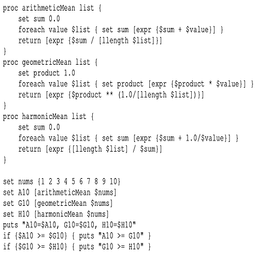 proc arithmeticMean list {
    set sum 0.0
    foreach value $list { set sum [expr {$sum + $value}] }
    return [expr {$sum / [llength $list]}]
}
proc geometricMean list {
    set product 1.0
    foreach value $list { set product [expr {$product * $value}] }
    return [expr {$product ** (1.0/[llength $list])}]
}
proc harmonicMean list {
    set sum 0.0
    foreach value $list { set sum [expr {$sum + 1.0/$value}] }
    return [expr {[llength $list] / $sum}]
}

set nums {1 2 3 4 5 6 7 8 9 10}
set A10 [arithmeticMean $nums]
set G10 [geometricMean $nums]
set H10 [harmonicMean $nums]
puts "A10=$A10, G10=$G10, H10=$H10"
if {$A10 >= $G10} { puts "A10 >= G10" }
if {$G10 >= $H10} { puts "G10 >= H10" }